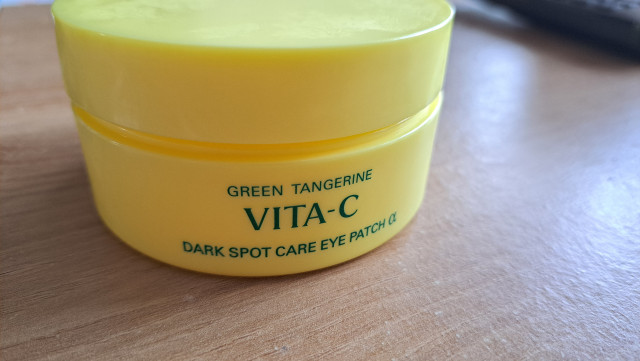 GREEN TANGERINE
VITA-C
DARK SPOT CARE EYE PATCH α